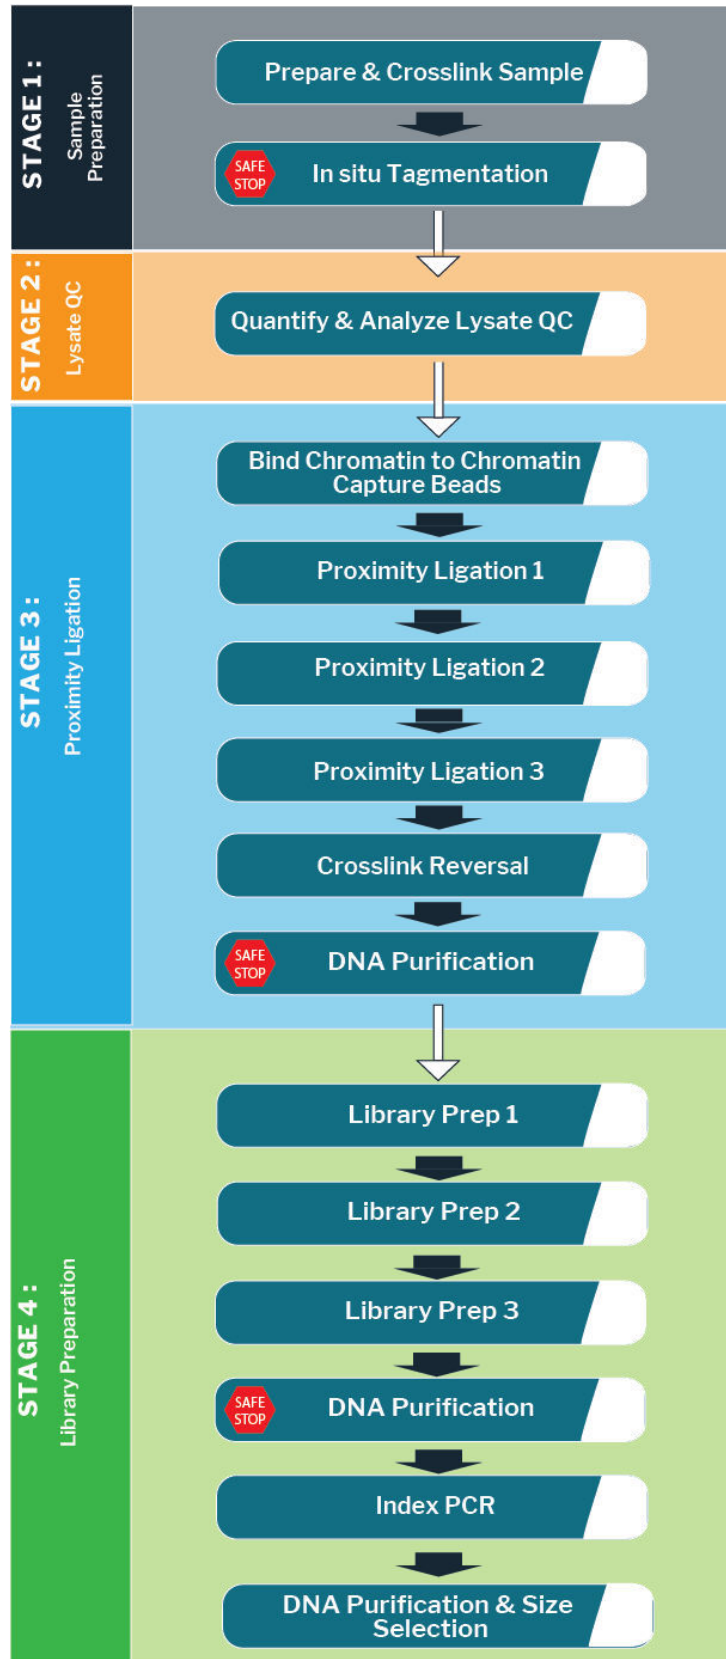 STAGE 1 :
Sample
Preparation
Prepare & Crosslink Sample
SAFE
STOP
In situ Tagmentation
STAGE 2 :
Lysate QC
Quantify & Analyze Lysate QC
STAGE 3 :
Proximity Ligation
Bind Chromatin to Chromatin
Capture Beads
Proximity Ligation 1
Proximity Ligation 2
Proximity Ligation 3
Crosslink Reversal
SAFE
STOP
DNA Purification
STAGE 4 :
Library Preparation
Library Prep 1
Library Prep 2
Library Prep 3
SAFE
STOP
DNA Purification
Index PCR
DNA Purification & Size
Selection